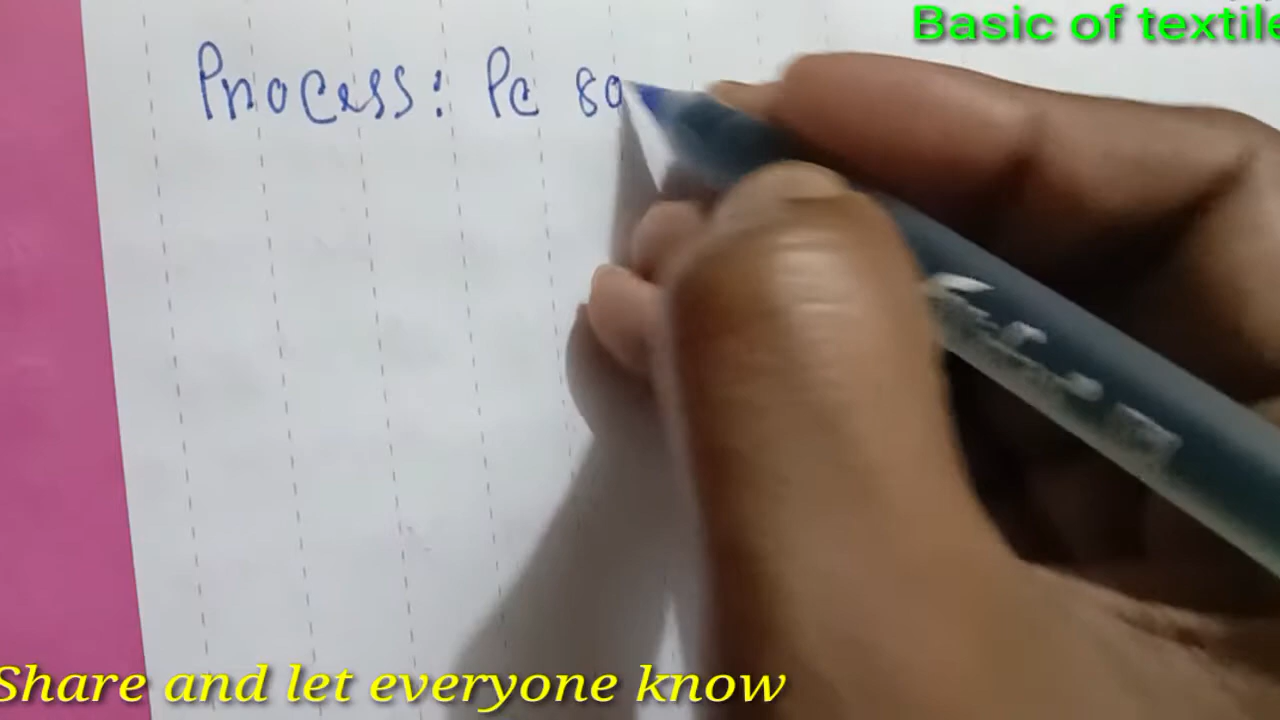 Basic of textile
Process: Pc 80
Share and let everyone know